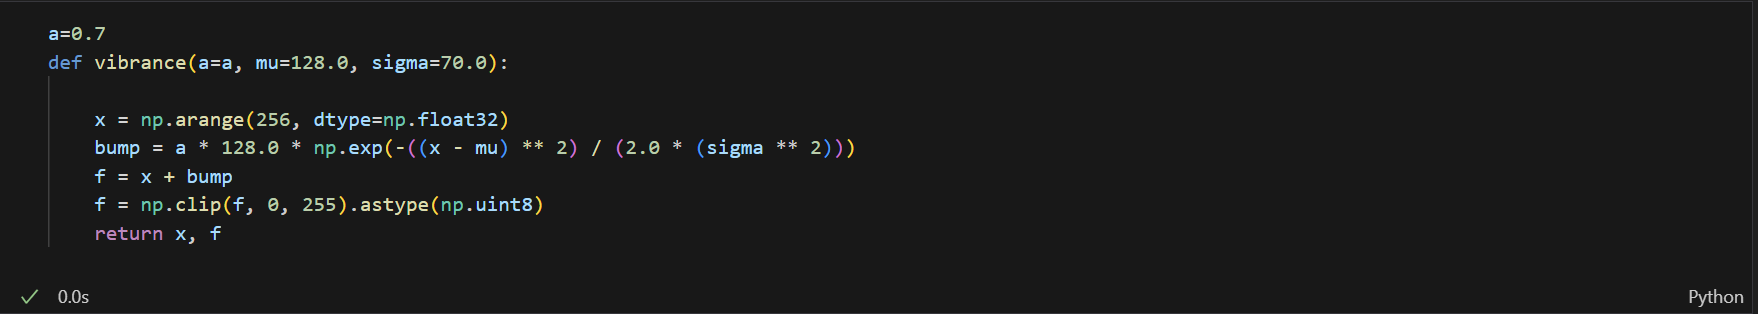 a=0.7
def vibrance(a=a, mu=128.0, sigma=70.0):
    x = np.arange(256, dtype=np.float32)
    bump = a * 128.0 * np.exp(-((x - mu) ** 2) / (2.0 * (sigma ** 2)))
    f = x + bump
    f = np.clip(f, 0, 255).astype(np.uint8)
    return x, f
0.0s
Python